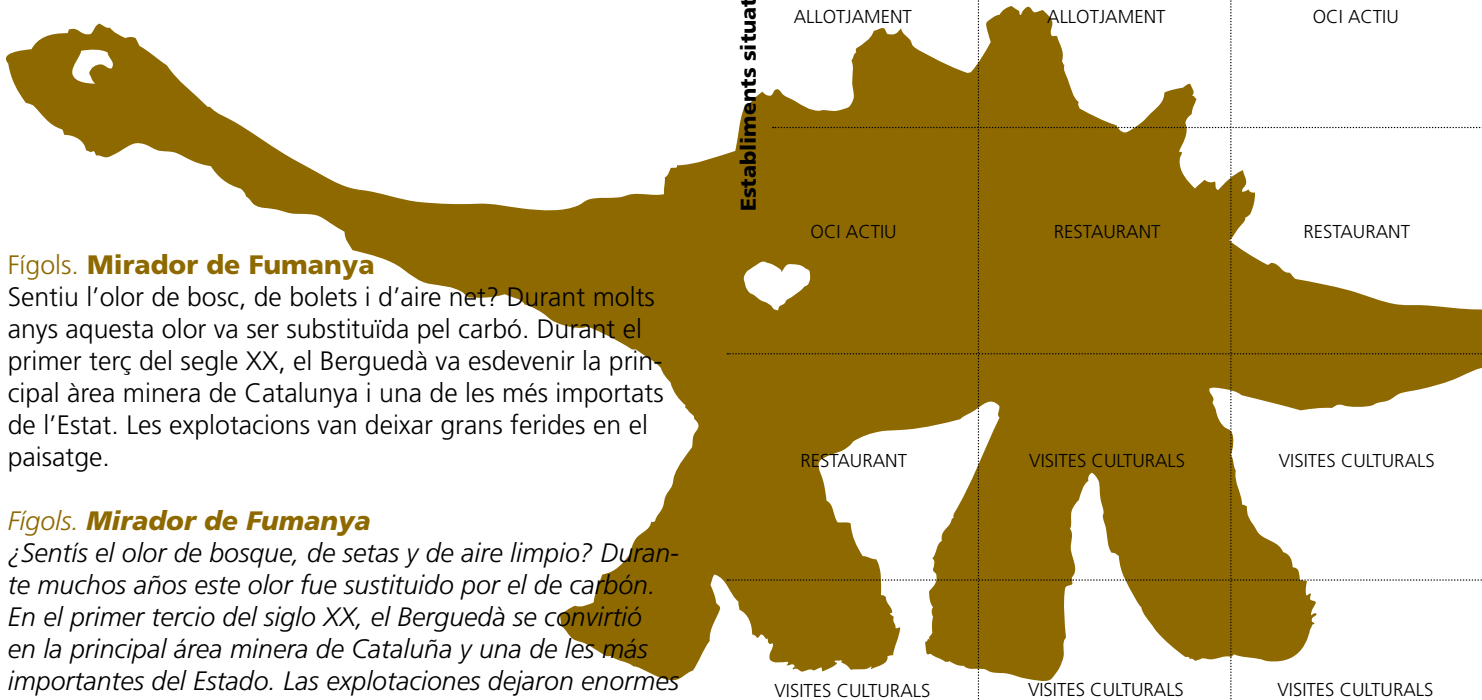 Fígols. Mirador de Fumanya
Sentiu l'olor de bosc, de bolets i d'aire net? Durant molts
anys aquesta olor va ser substituïda pel carbó. Durant el
primer terç del segle XX, el Berguedà va esdevenir la prin-
cipal àrea minera de Catalunya i una de les més importats
de l'Estat. Les explotacions van deixar grans ferides en el
paisatge.
Fígols. Mirador de Fumanya
¿Sentís el olor de bosque, de setas y de aire limpio? Duran-
te muchos años este olor fue sustituido por el de carbón.
En el primer tercio del siglo XX, el Berguedà se convirtió
en la principal área minera de Cataluña y una de les más
importantes del Estado. Las explotaciones dejaron enormes
Establiments situat
ALLOTJAMENT
ALLOTJAMENT
OCI ACTIU
OCI ACTIU
RESTAURANT
RESTAURANT
RESTAURANT
VISITES CULTURALS
VISITES CULTURALS
VISITES CULTURALS
VISITES CULTURALS
VISITES CULTURALS